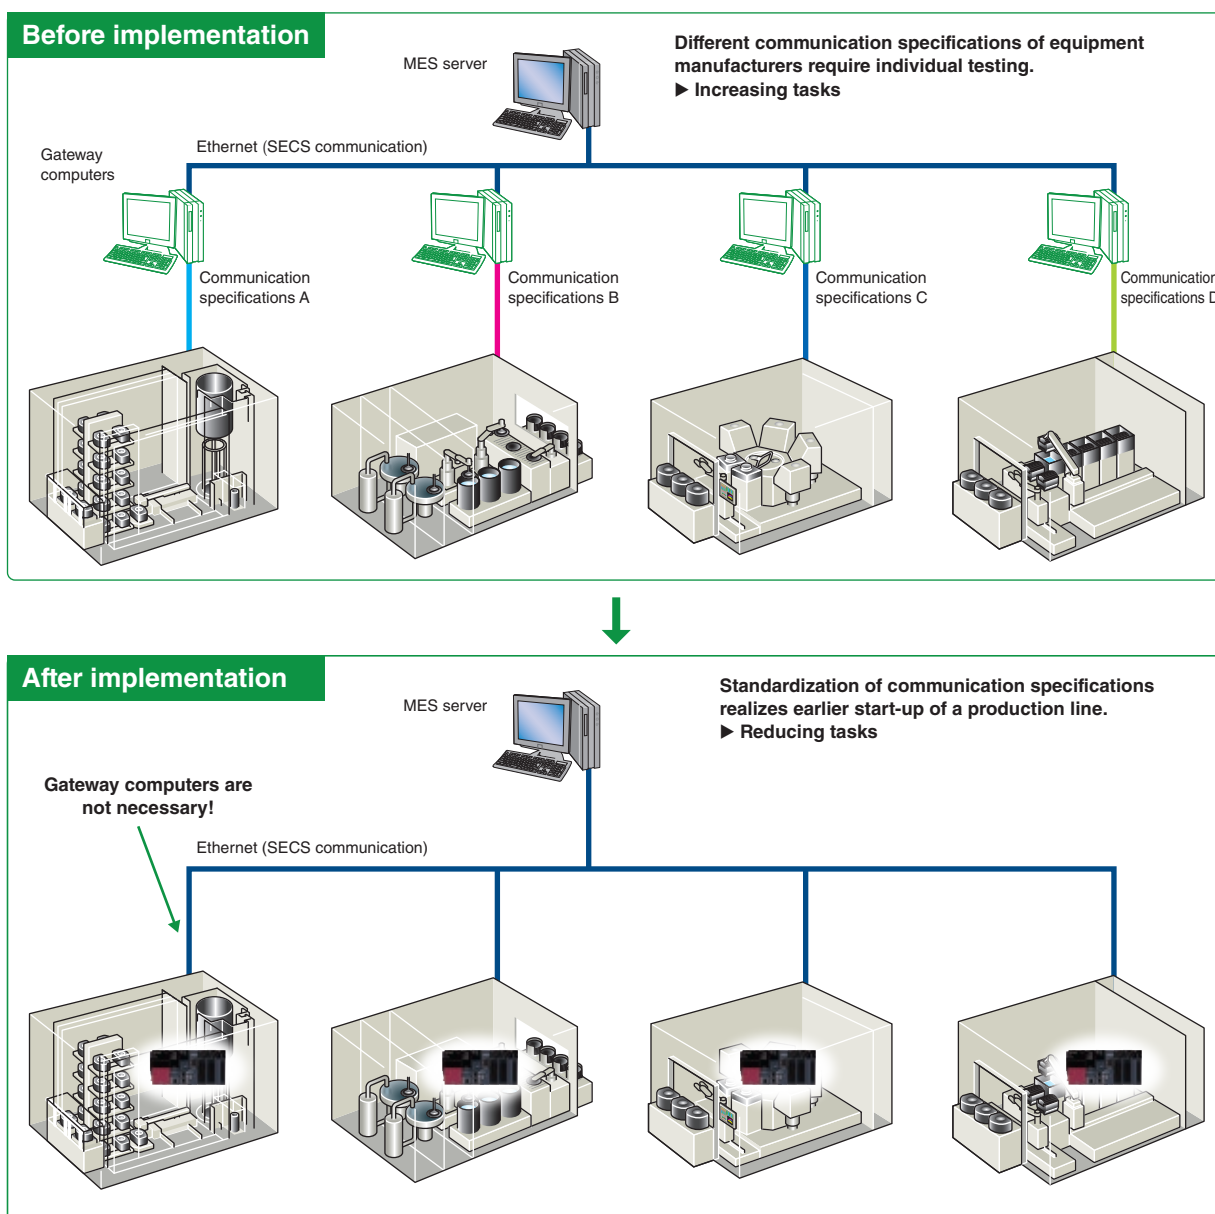 Before implementation
MES server
Different communication specifications of equipment
manufacturers require individual testing.
▶ Increasing tasks
Ethernet (SECS communication)
Gateway
computers
Communication
specifications A
Communication
specifications B
Communication
specifications C
Communication
specifications D
After implementation
MES server
Standardization of communication specifications
realizes earlier start-up of a production line.
▶ Reducing tasks
Gateway computers are
not necessary!
Ethernet (SECS communication)